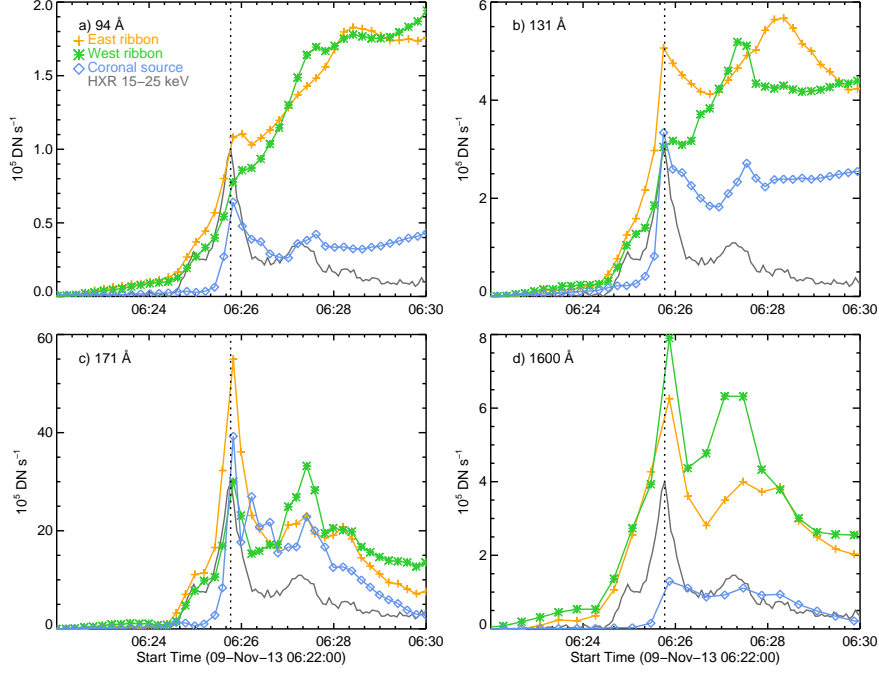 a) 94 Å
East ribbon
West ribbon
Coronal source
HXR 15–25 keV
2.0
1.8
1.4
1.0
0.5
0.2
0.0
10⁵ DN s⁻¹
06:24
06:26
06:28
06:30
b) 131 Å
6
4
2
0
10⁵ DN s⁻¹
06:24
06:26
06:28
06:30
c) 171 Å
60
40
20
0
10⁵ DN s⁻¹
06:24
06:26
06:28
06:30
Start Time (09–Nov–13 06:22:00)
d) 1600 Å
8
6
4
2
0
10⁵ DN s⁻¹
06:24
06:26
06:28
06:30
Start Time (09–Nov–13 06:22:00)